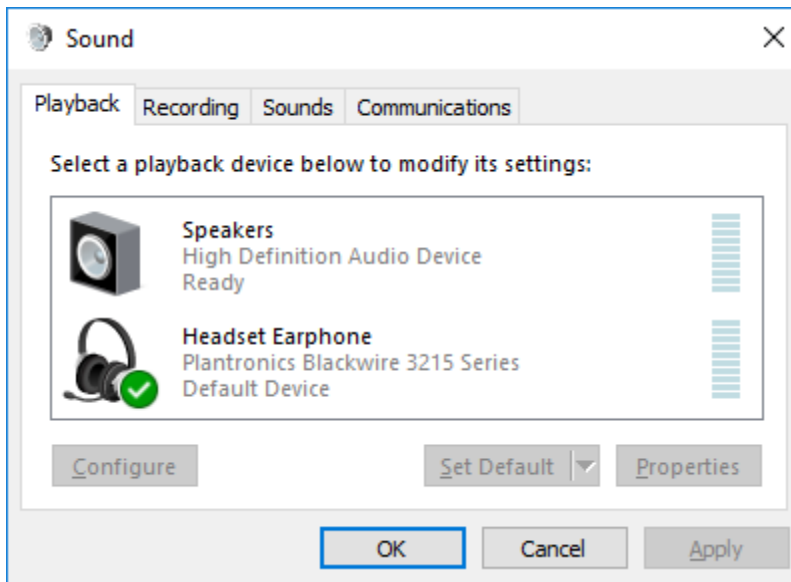 Sound
Playback Recording Sounds Communications
Select a playback device below to modify its settings:
Speakers
High Definition Audio Device
Ready
Headset Earphone
Plantronics Blackwire 3215 Series
Default Device
Configure Set Default Properties
OK Cancel Apply